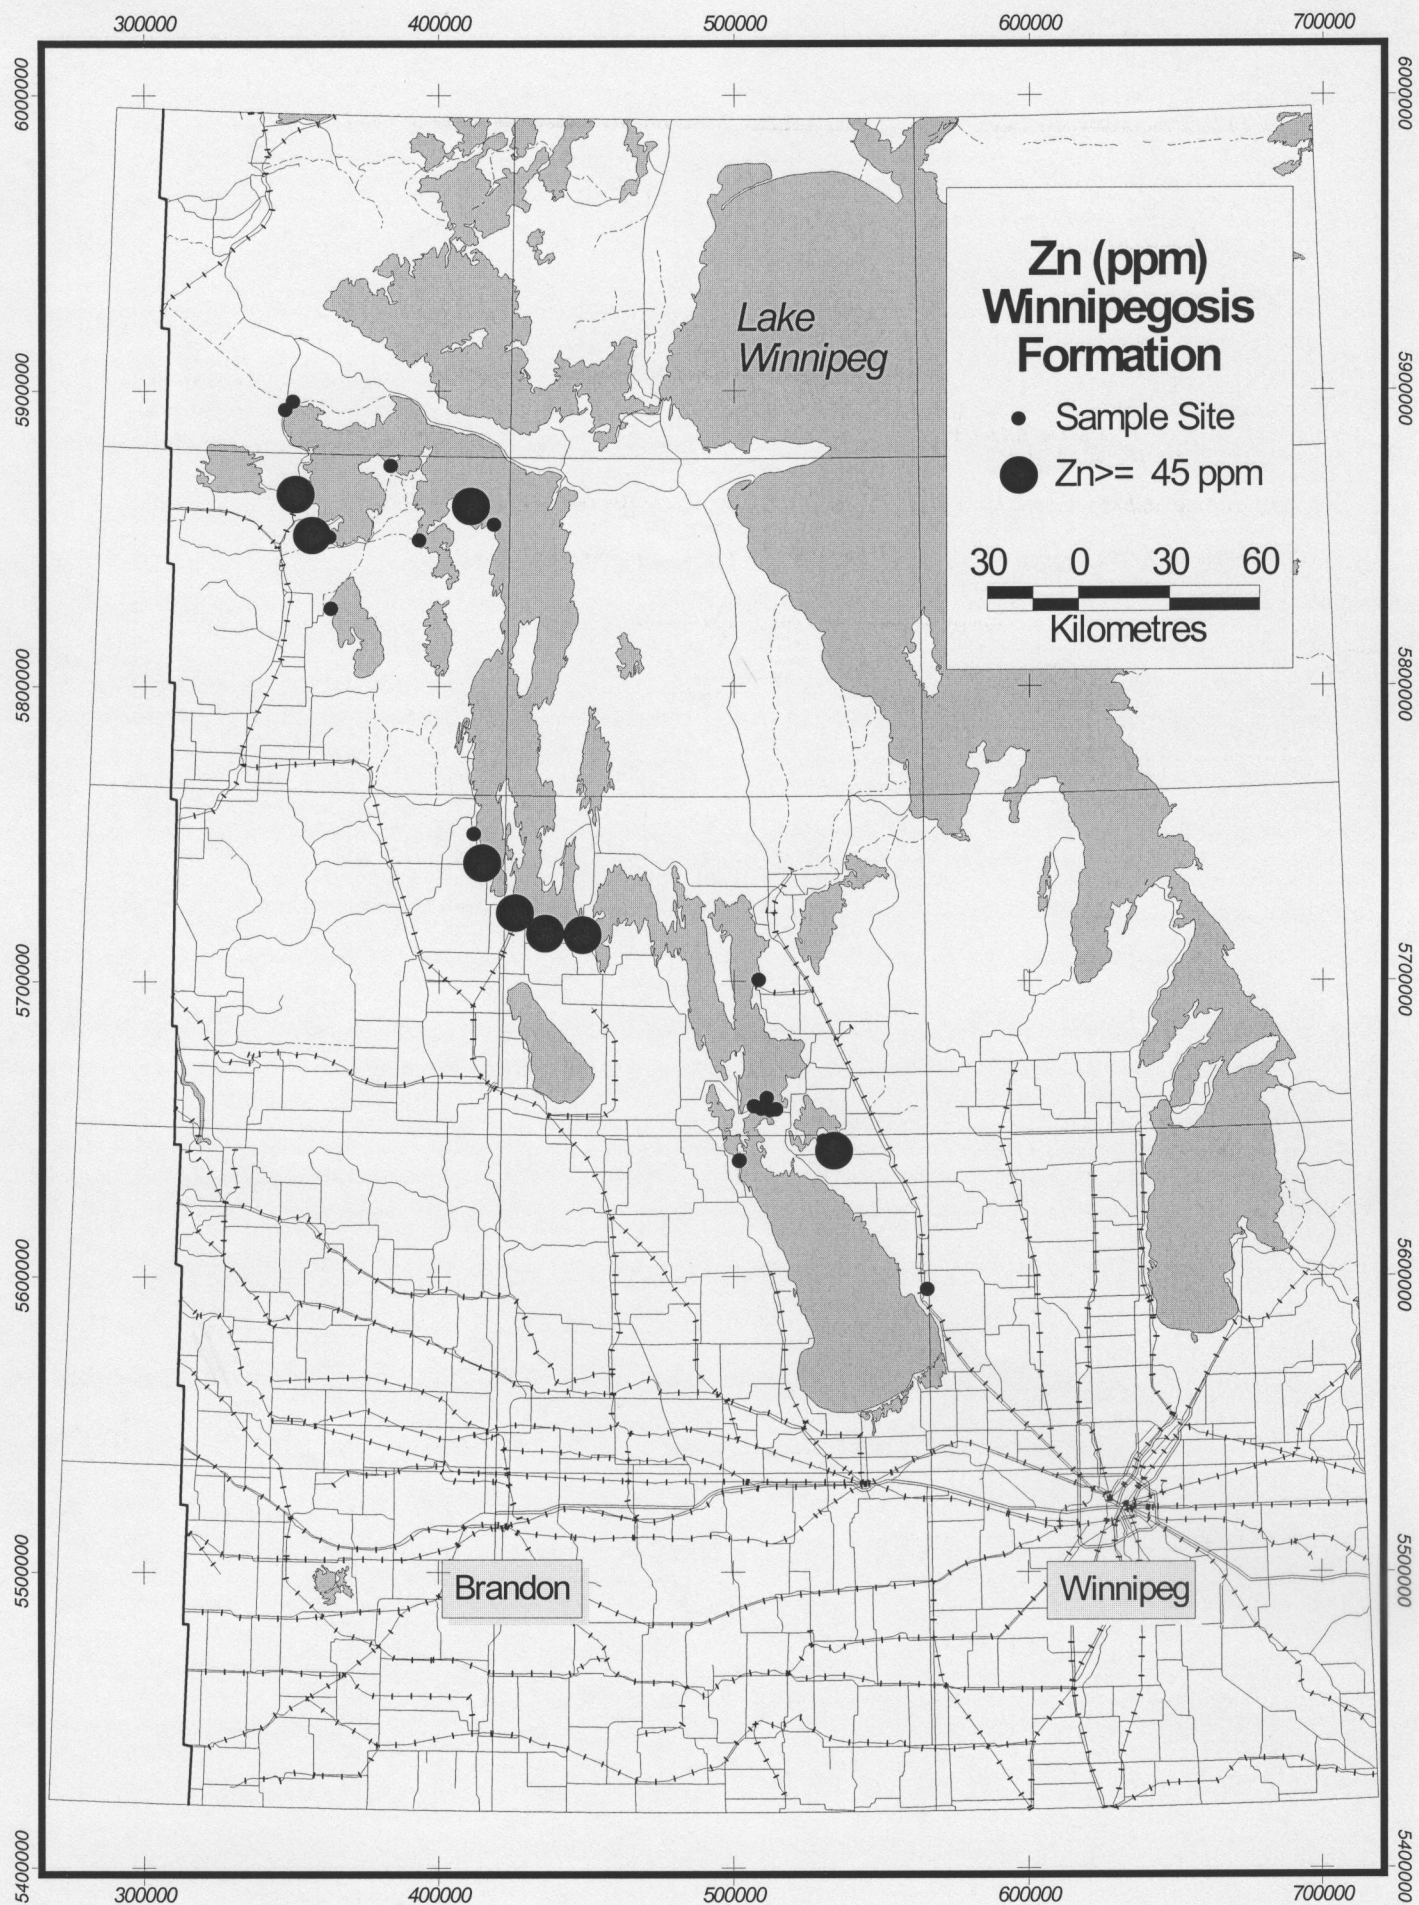 300000 400000 500000 600000 700000
6000000 6000000
Zn (ppm)
Winnipegosis
Formation
Lake
Winnipeg
5900000 5900000
Sample Site
Zn>= 45 ppm
30 0 30 60
Kilometres
5800000 5800000
5700000 5700000
5600000 5600000
5500000 5500000
Brandon Winnipeg
5400000 5400000
300000 400000 500000 600000 700000